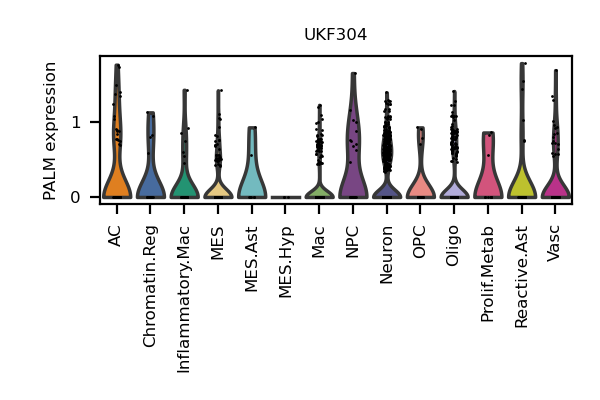 UKF304
PALM expression
1
0
AC
Chromatin.Reg
Inflammatory.Mac
MES
MES.Ast
MES.Hyp
Mac
NPC
Neuron
OPC
Oligo
Prolif.Metab
Reactive.Ast
Vasc